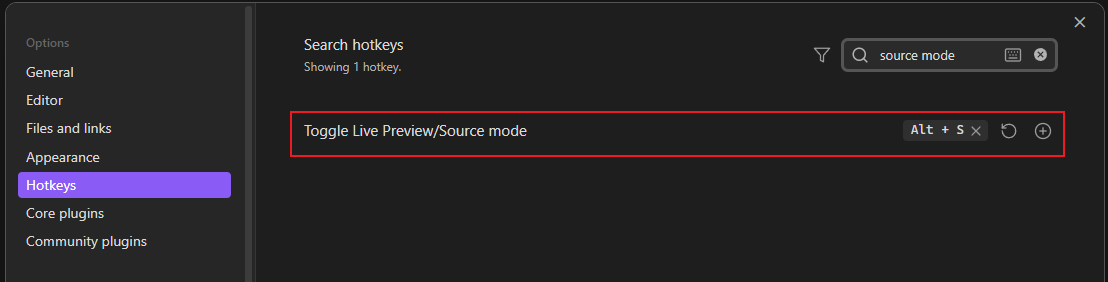 Options
General
Editor
Files and links
Appearance
Hotkeys
Core plugins
Community plugins
Search hotkeys
Showing 1 hotkey.
source mode
Toggle Live Preview/Source mode
Alt + S